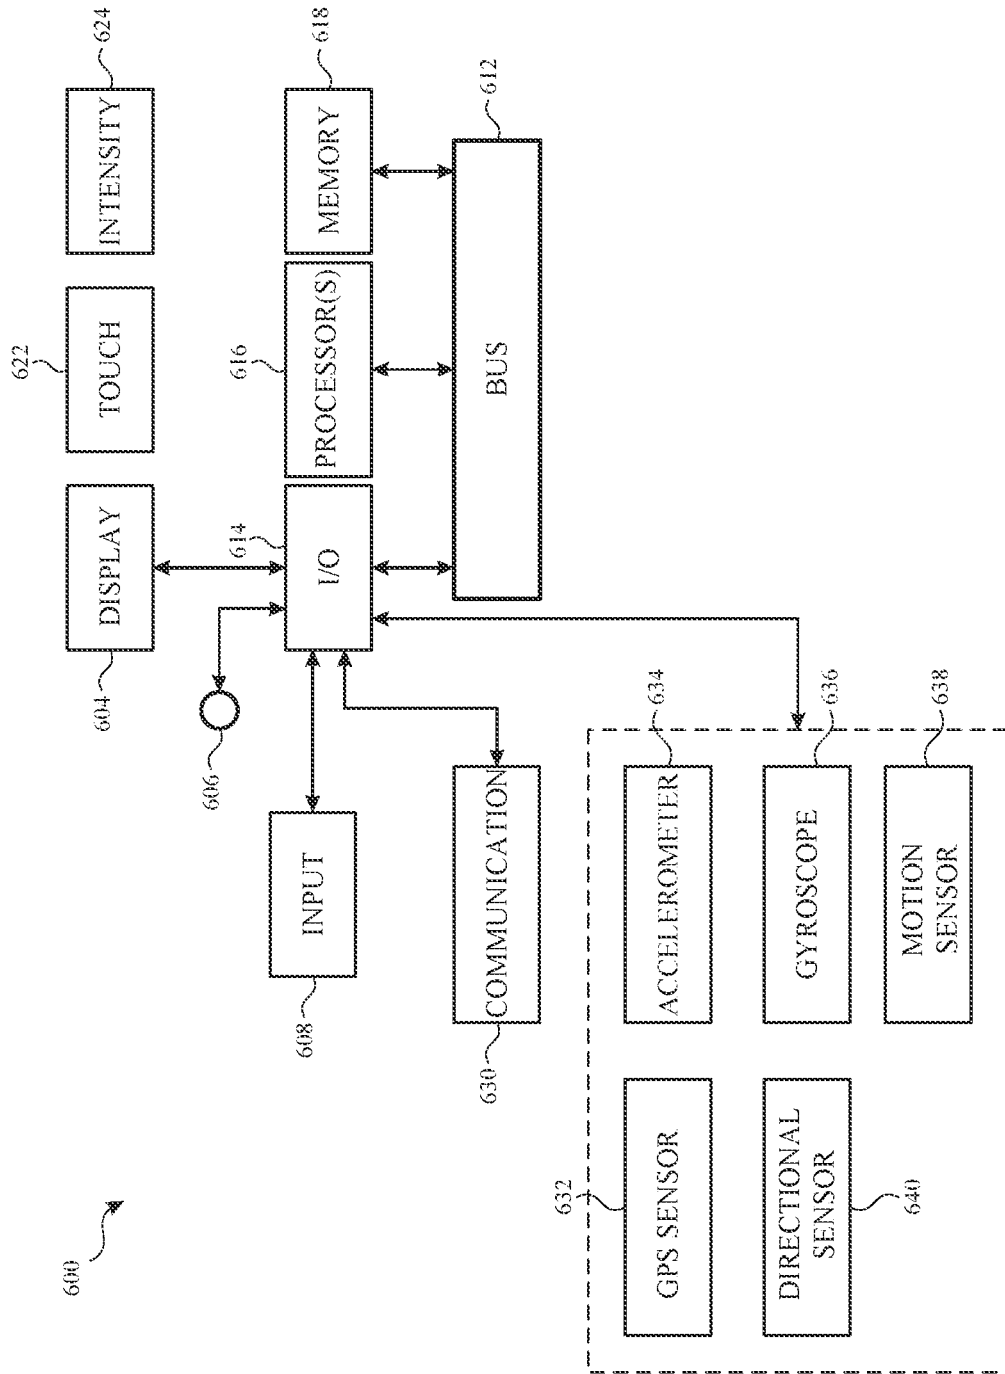 600
604
DISPLAY
622
TOUCH
624
INTENSITY
606
608
INPUT
614
I/O
616
PROCESSOR(S)
618
MEMORY
630
COMMUNICATION
612
BUS
632
GPS SENSOR
634
ACCELEROMETER
640
DIRECTIONAL
SENSOR
636
GYROSCOPE
638
MOTION
SENSOR